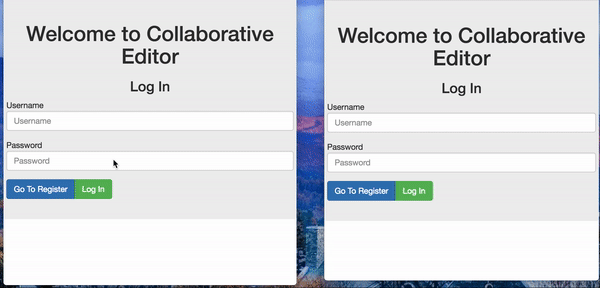 Welcome to Collaborative
Editor
Log In
Username
Username
Password
Password
Go To Register Log In
Welcome to Collaborative
Editor
Log In
Username
Username
Password
Password
Go To Register Log In